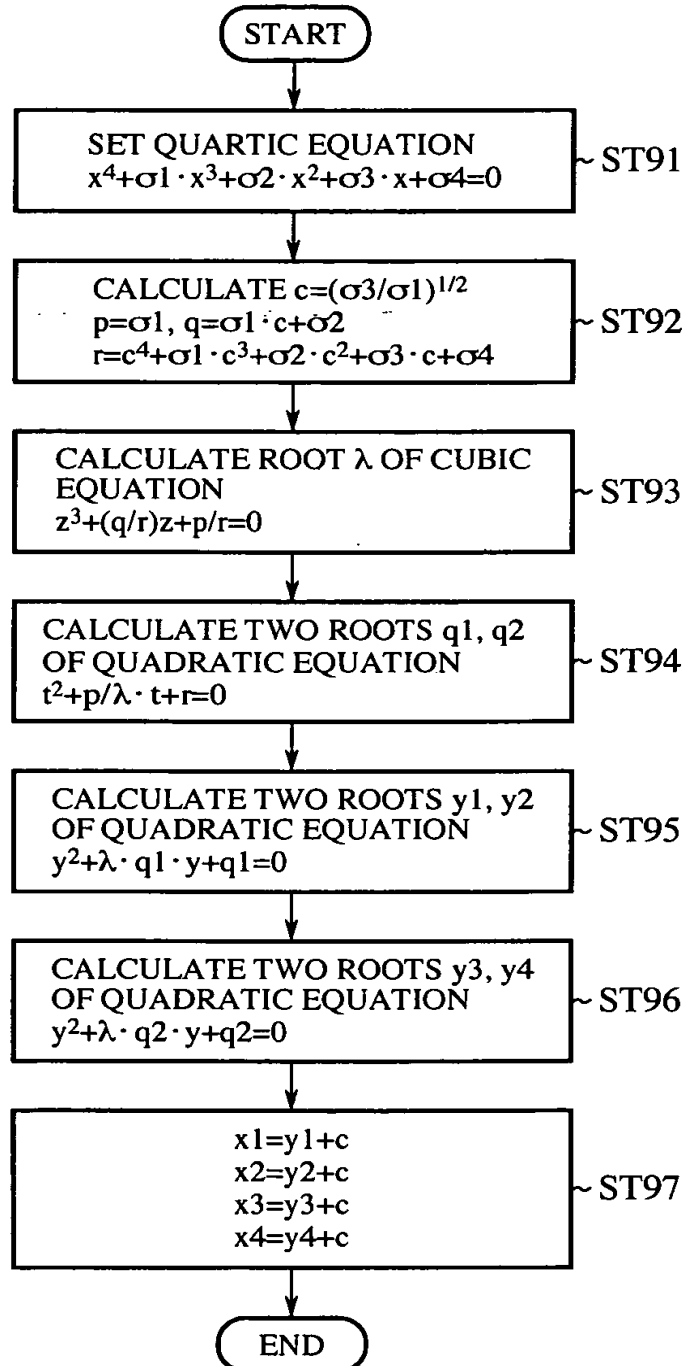 START
SET QUARTIC EQUATION
x⁴+σ1·x³+σ2·x²+σ3·x+σ4=0
~ST91
CALCULATE c=(σ3/σ1)^1/2
p=σ1, q=σ1·c+σ2
r=c⁴+σ1·c³+σ2·c²+σ3·c+σ4
~ST92
CALCULATE ROOT λ OF CUBIC
EQUATION
z³+(q/r)z+p/r=0
~ST93
CALCULATE TWO ROOTS q1, q2
OF QUADRATIC EQUATION
t²+p/λ·t+r=0
~ST94
CALCULATE TWO ROOTS y1, y2
OF QUADRATIC EQUATION
y²+λ·q1·y+q1=0
~ST95
CALCULATE TWO ROOTS y3, y4
OF QUADRATIC EQUATION
y²+λ·q2·y+q2=0
~ST96
x1=y1+c
x2=y2+c
x3=y3+c
x4=y4+c
~ST97
END